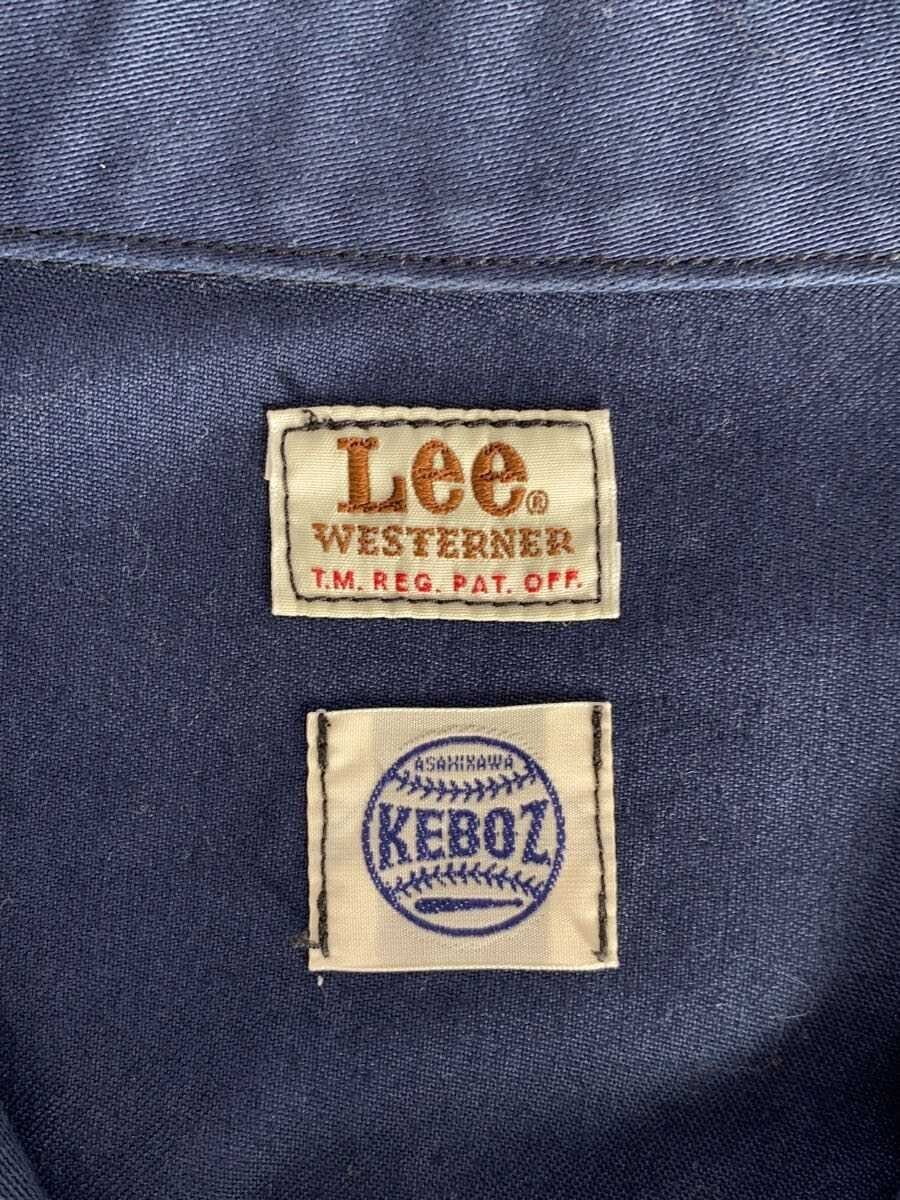 Lee®
WESTERNER
T.M. REG. PAT. OFF.
ASAHIKAWA
KEBOZ